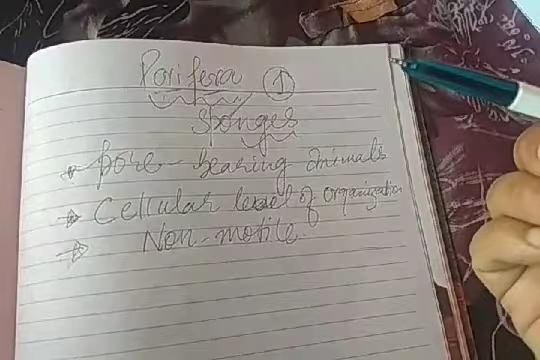 Porifera ①
Sponges
→ pore-bearing animals
→ Cellular level of organization
→ Non-motile